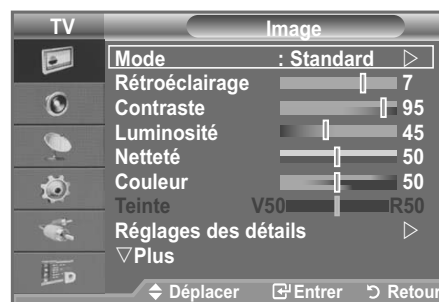 TV Image
Mode : Standard
Rétroéclairage 7
Contraste 95
Luminosité 45
Netteté 50
Couleur 50
Teinte V50 R50
Réglages des détails
Plus
Déplacer Entrer Retour